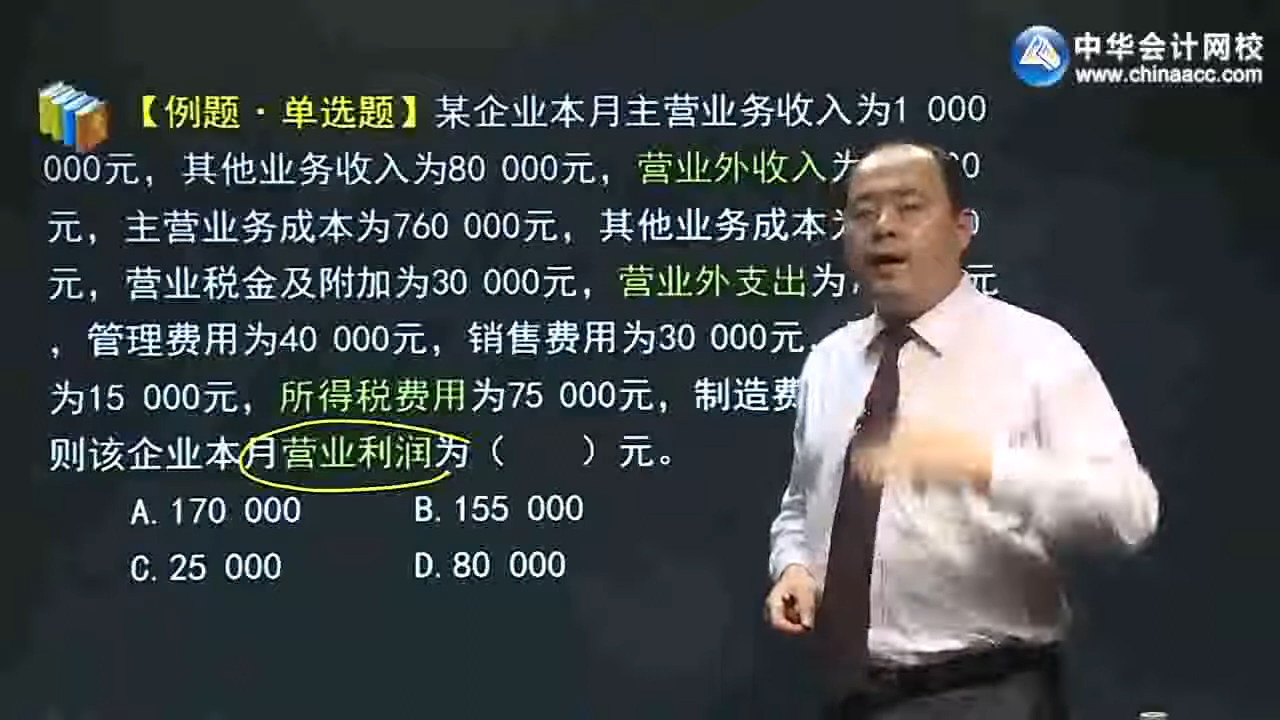 中华会计网校
www.chinaacc.com
【例题·单选题】某企业本月主营业务收入为1 000
000元，其他业务收入为80 000元，营业外收入为
元，主营业务成本为760 000元，其他业务成本
元，营业税金及附加为30 000元，营业外支出为 元
，管理费用为40 000元，销售费用为30 000元，
为15 000元，所得税费用为75 000元，制造费
则该企业本月营业利润为（ ）元。
A.170 000 B.155 000
C.25 000 D.80 000